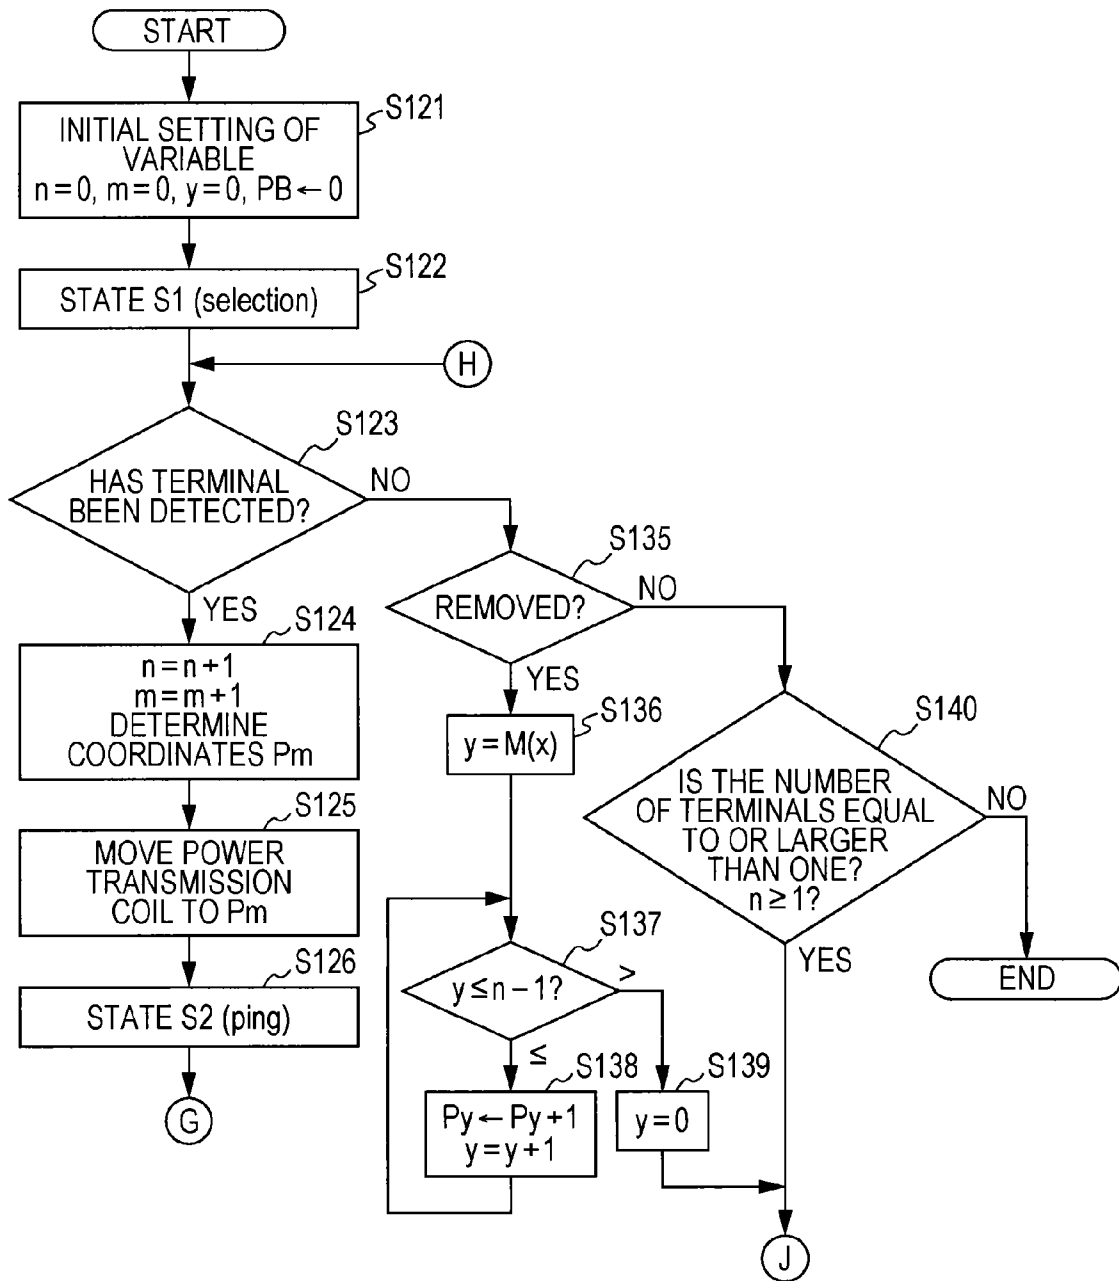 START
S121
INITIAL SETTING OF
VARIABLE
n=0, m=0, y=0, PB←0
S122
STATE S1 (selection)
H
S123
HAS TERMINAL
BEEN DETECTED?
NO
YES
S124
n=n+1
m=m+1
DETERMINE
COORDINATES Pm
S125
MOVE POWER
TRANSMISSION
COIL TO Pm
S126
STATE S2 (ping)
G
S135
REMOVED?
NO
YES
S136
y=M(x)
S137
y≤n−1?
>
≤
S138
Py←Py+1
y=y+1
S139
y=0
S140
IS THE NUMBER
OF TERMINALS EQUAL
TO OR LARGER
THAN ONE?
n≥1?
NO
YES
END
J